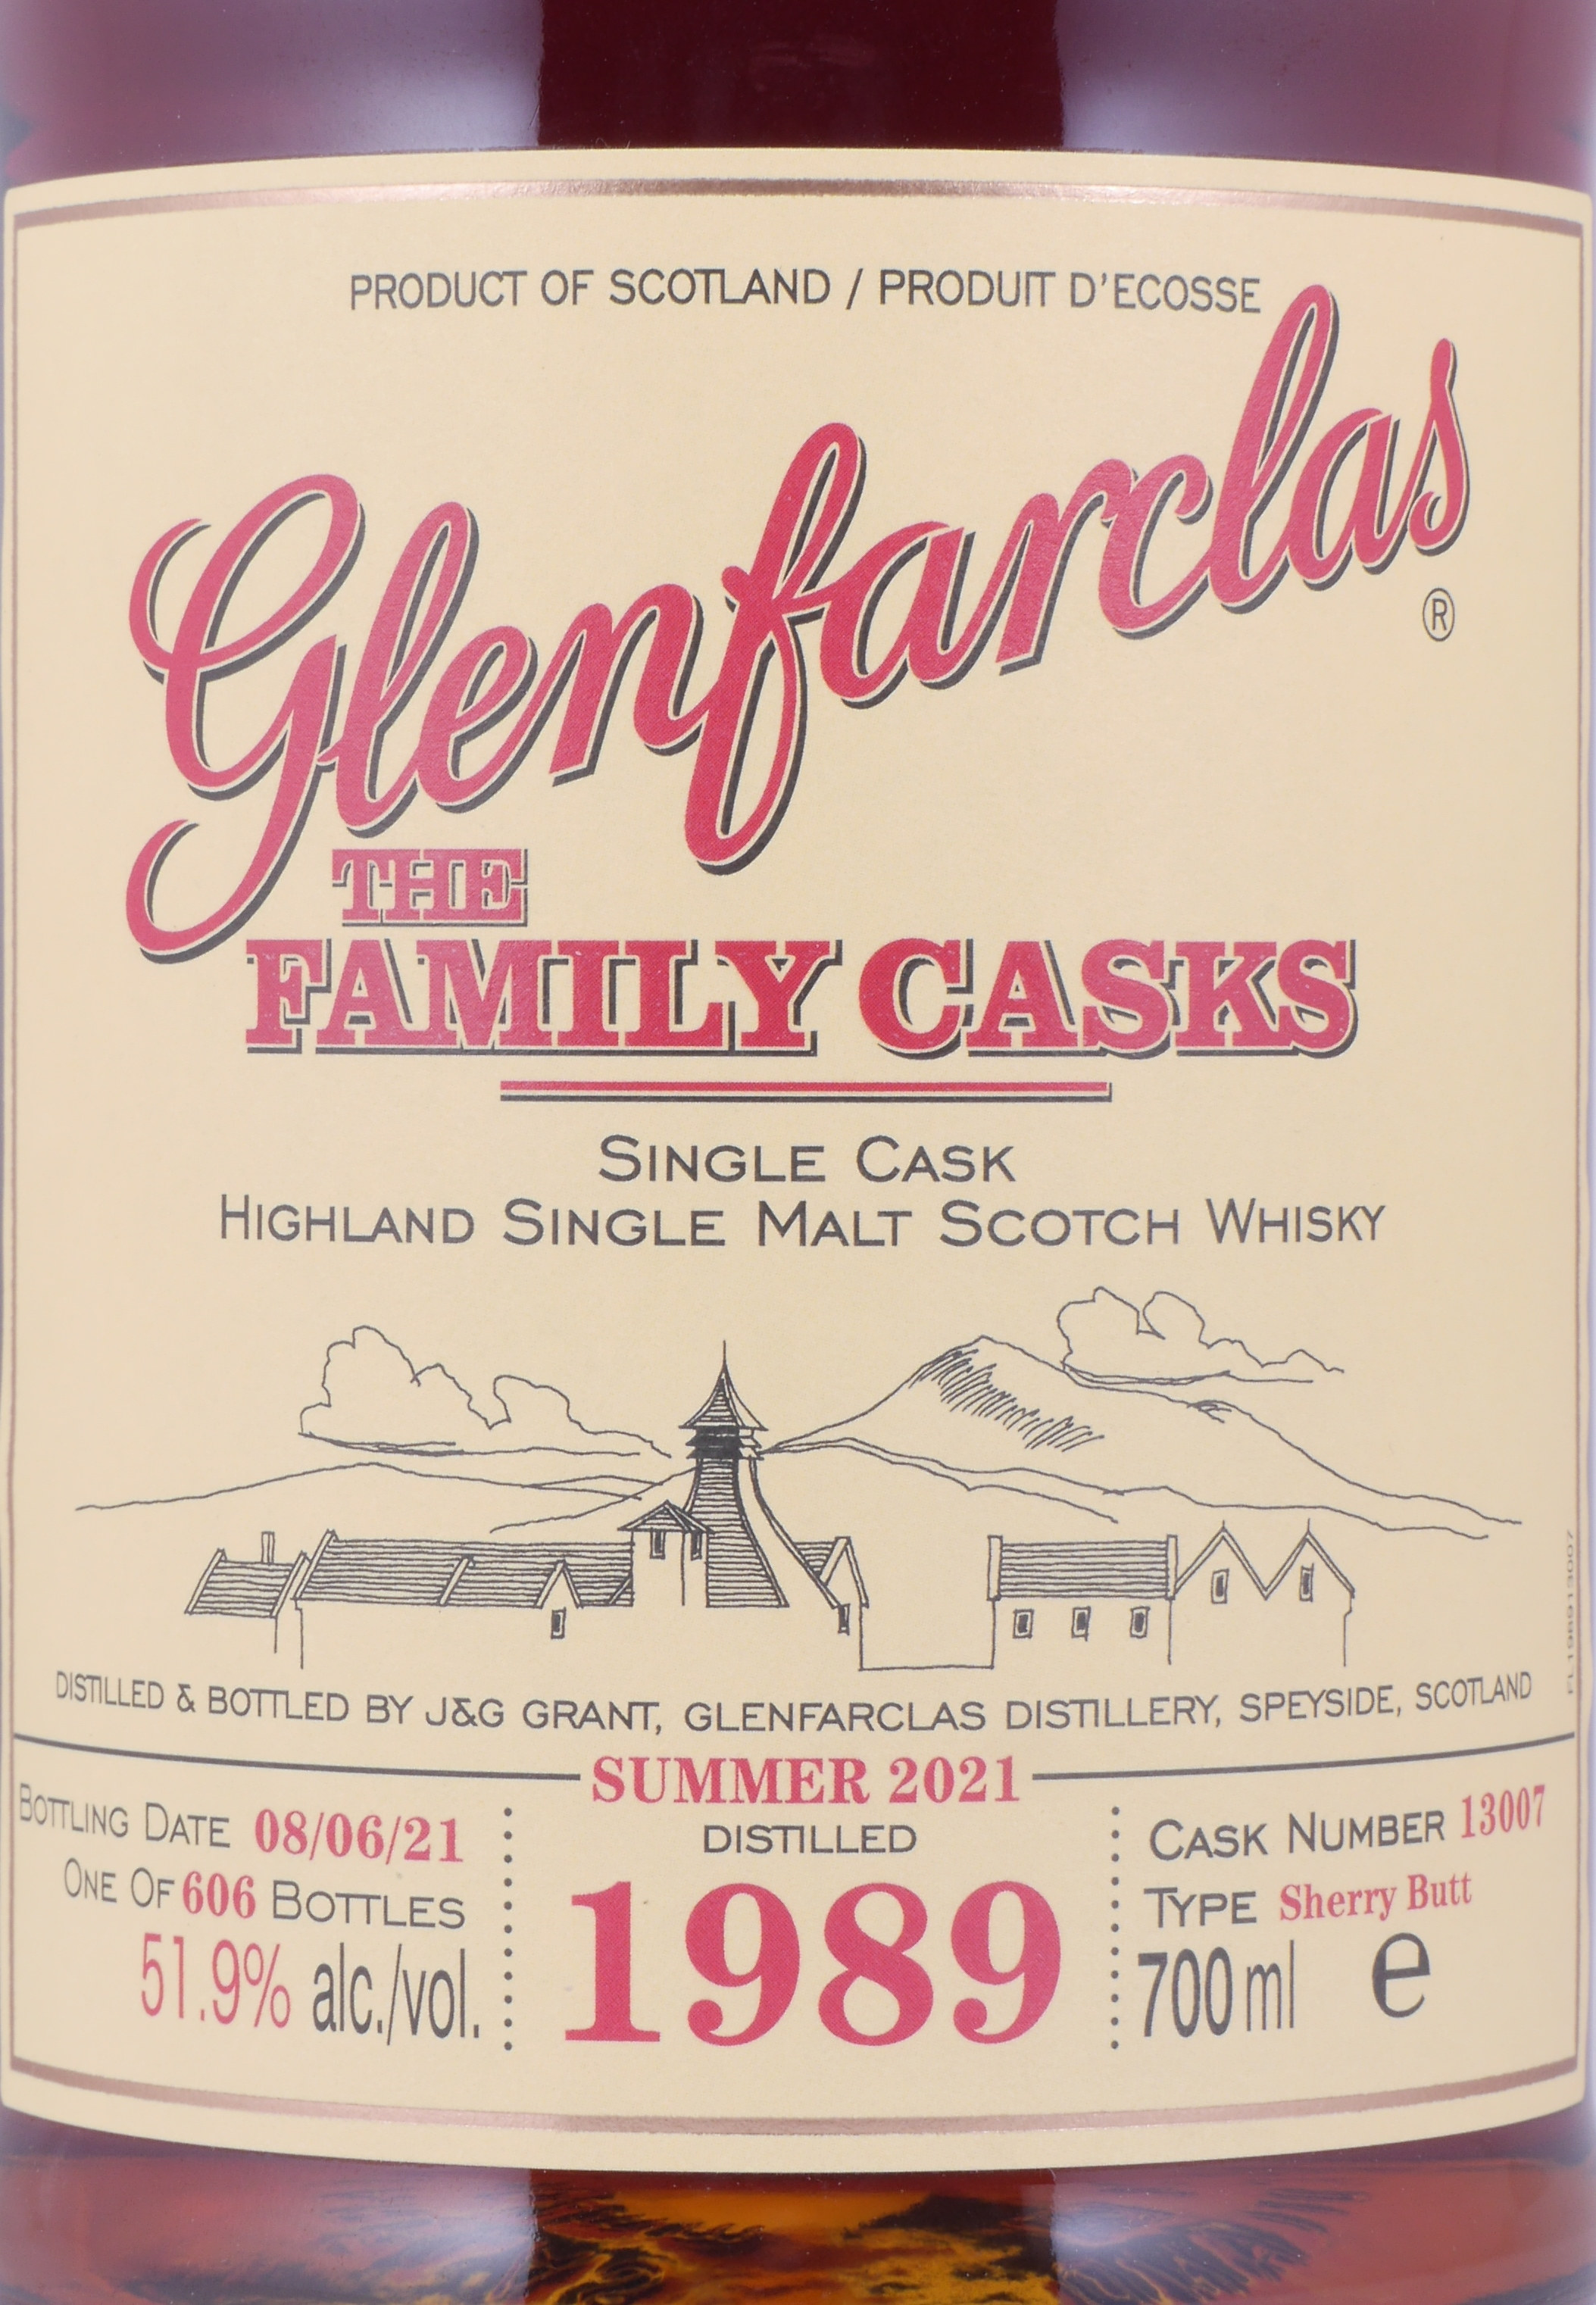 PRODUCT OF SCOTLAND / PRODUIT D'ECOSSE
Glenfarclas
®
THE
FAMILY CASKS
SINGLE CASK
HIGHLAND SINGLE MALT SCOTCH WHISKY
DISTILLED & BOTTLED BY J&G GRANT, GLENFARCLAS DISTILLERY, SPEYSIDE, SCOTLAND
SUMMER 2021
BOTTLING DATE 08/06/21
ONE OF 606 BOTTLES
51.9% alc./vol.
DISTILLED
1989
CASK NUMBER 13007
TYPE Sherry Butt
700ml e